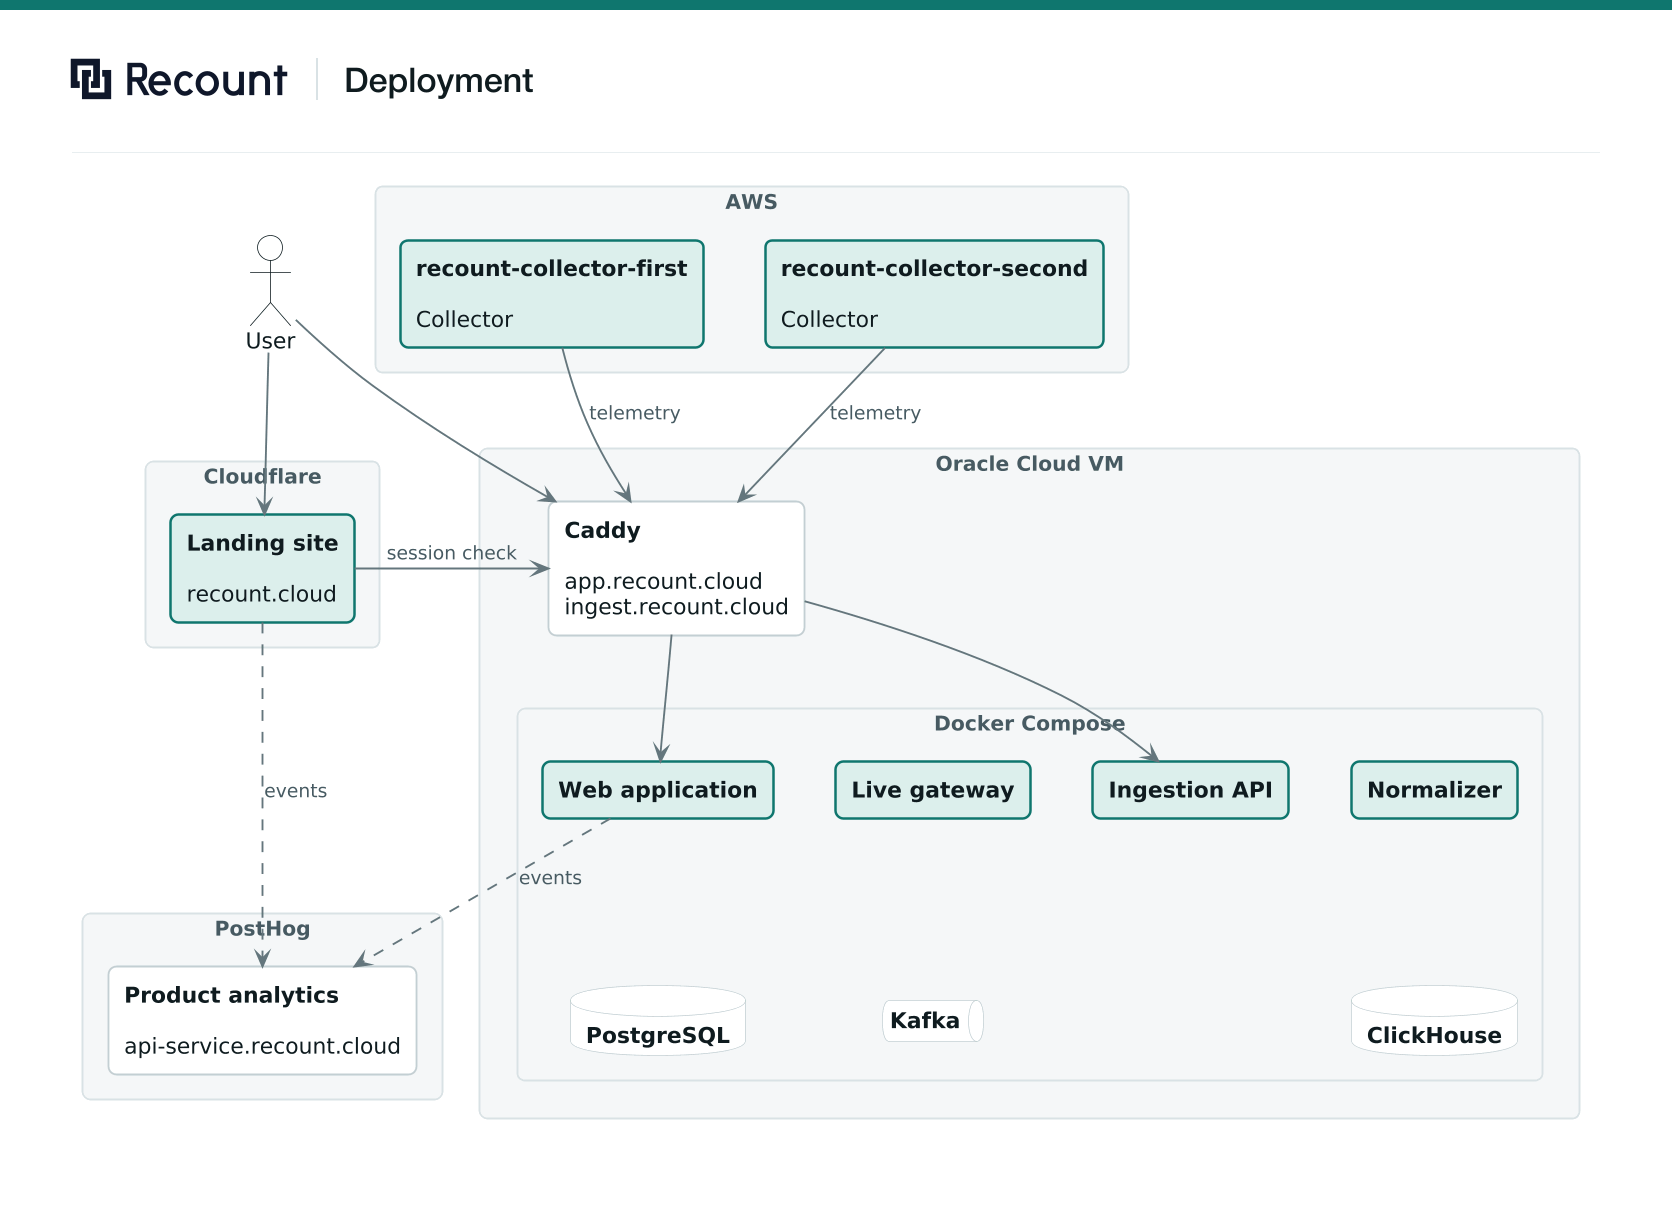 Recount
Deployment
AWS
recount-collector-first
Collector
recount-collector-second
Collector
User
telemetry
telemetry
Cloudflare
Landing site
recount.cloud
session check
Oracle Cloud VM
Caddy
app.recount.cloud
ingest.recount.cloud
Docker Compose
Web application
Live gateway
Ingestion API
Normalizer
events
events
PostHog
Product analytics
api-service.recount.cloud
PostgreSQL
Kafka
ClickHouse